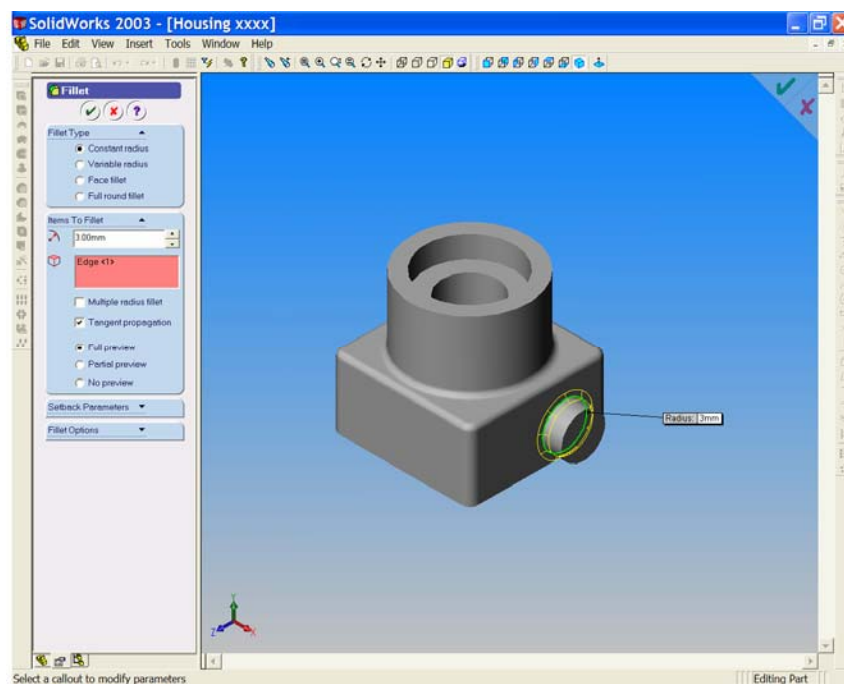 SolidWorks 2003 - [Housing xxxx]
File Edit View Insert Tools Window Help
Fillet
Fillet Type
Constant radius
Variable radius
Face fillet
Full round fillet
Items To Fillet
3.00mm
Edge <1>
Multiple radius fillet
Tangent propagation
Full preview
Partial preview
No preview
Setback Parameters
Fillet Options
Radius: 3mm
Y
Z
X
Select a callout to modify parameters
Editing Part